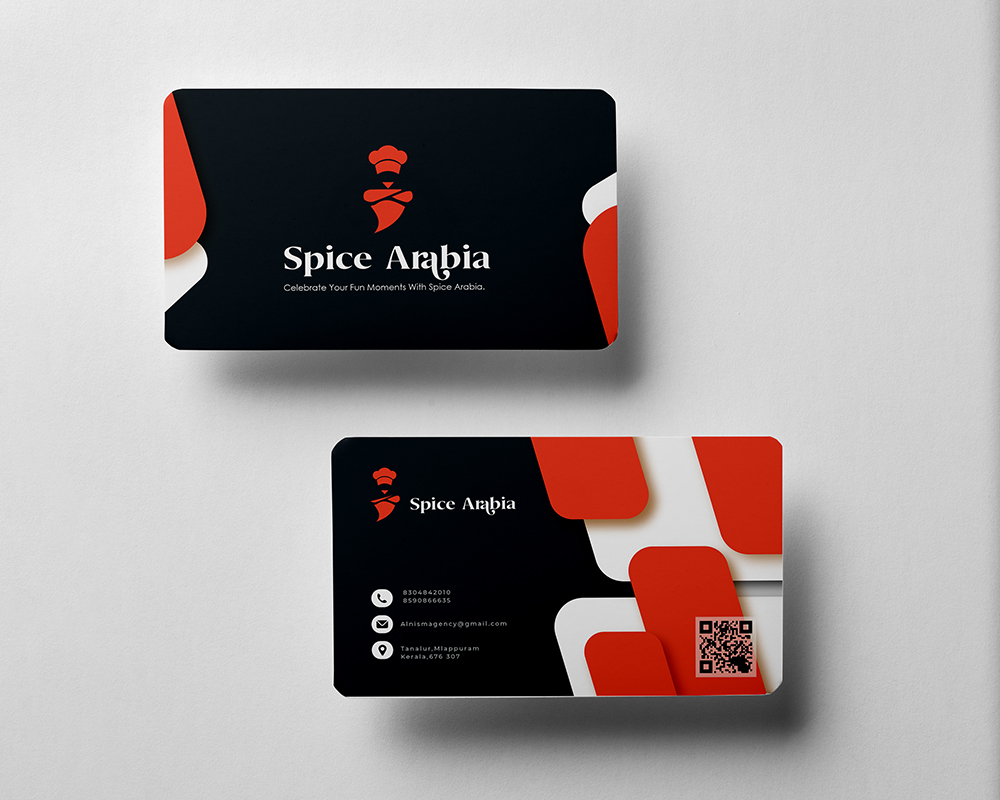 Spice Arabia
Celebrate Your Fun Moments With Spice Arabia.
Spice Arabia
8304842010
8590866635
Alnismagency@gmail.com
Tanalur,Mlappuram
Kerala,676 307